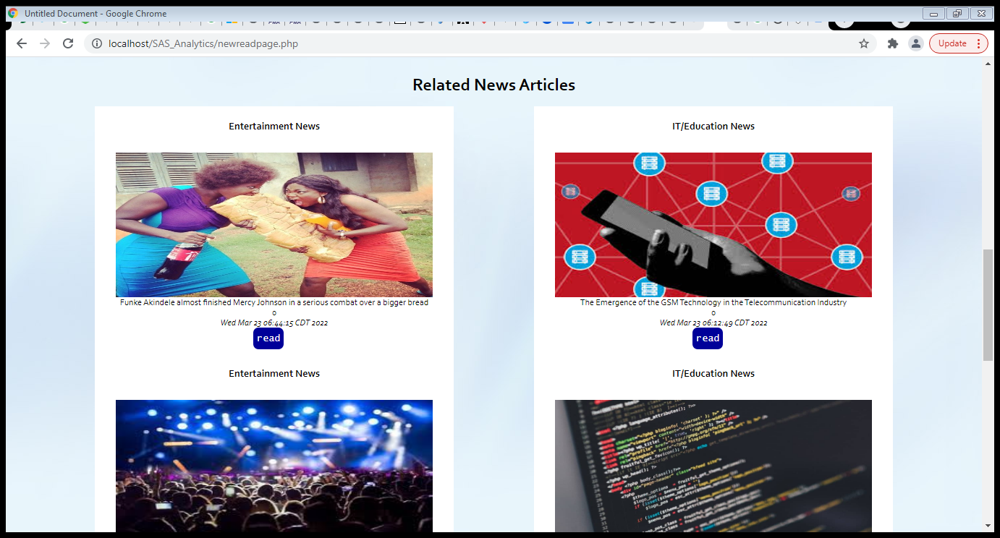 Untitled Document - Google Chrome
localhost/SAS_Analytics/newreadpage.php
Update
Related News Articles
Entertainment News
Funke Akindele almost finished Mercy Johnson in a serious combat over a bigger bread
0
Wed Mar 23 06:44:15 CDT 2022
read
Entertainment News
IT/Education News
The Emergence of the GSM Technology in the Telecommunication Industry
0
Wed Mar 23 06:12:49 CDT 2022
read
IT/Education News